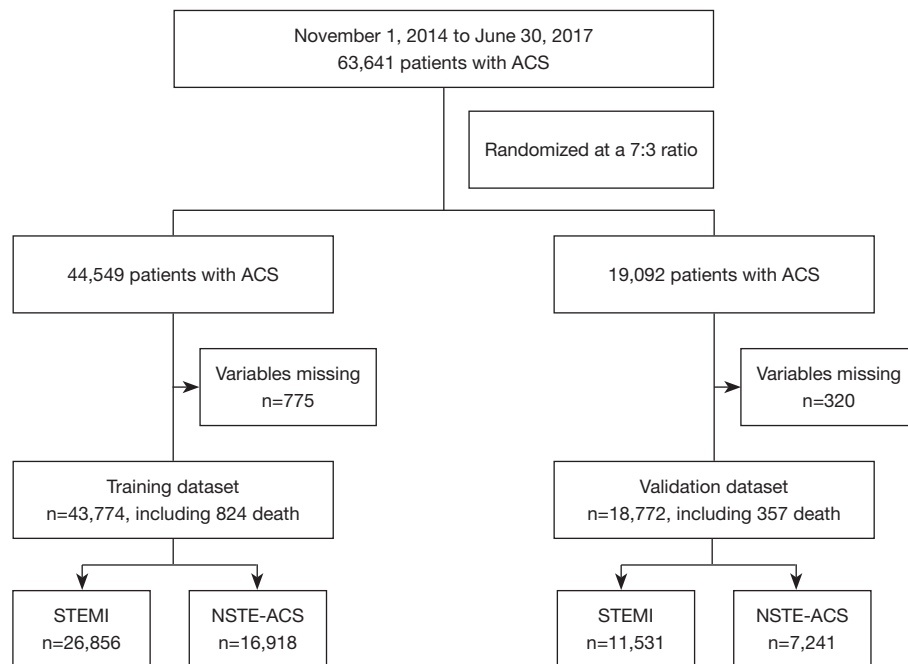 November 1, 2014 to June 30, 2017
63,641 patients with ACS
Randomized at a 7:3 ratio
44,549 patients with ACS
19,092 patients with ACS
Variables missing
n=775
Variables missing
n=320
Training dataset
n=43,774, including 824 death
Validation dataset
n=18,772, including 357 death
STEMI
n=26,856
NSTE-ACS
n=16,918
STEMI
n=11,531
NSTE-ACS
n=7,241